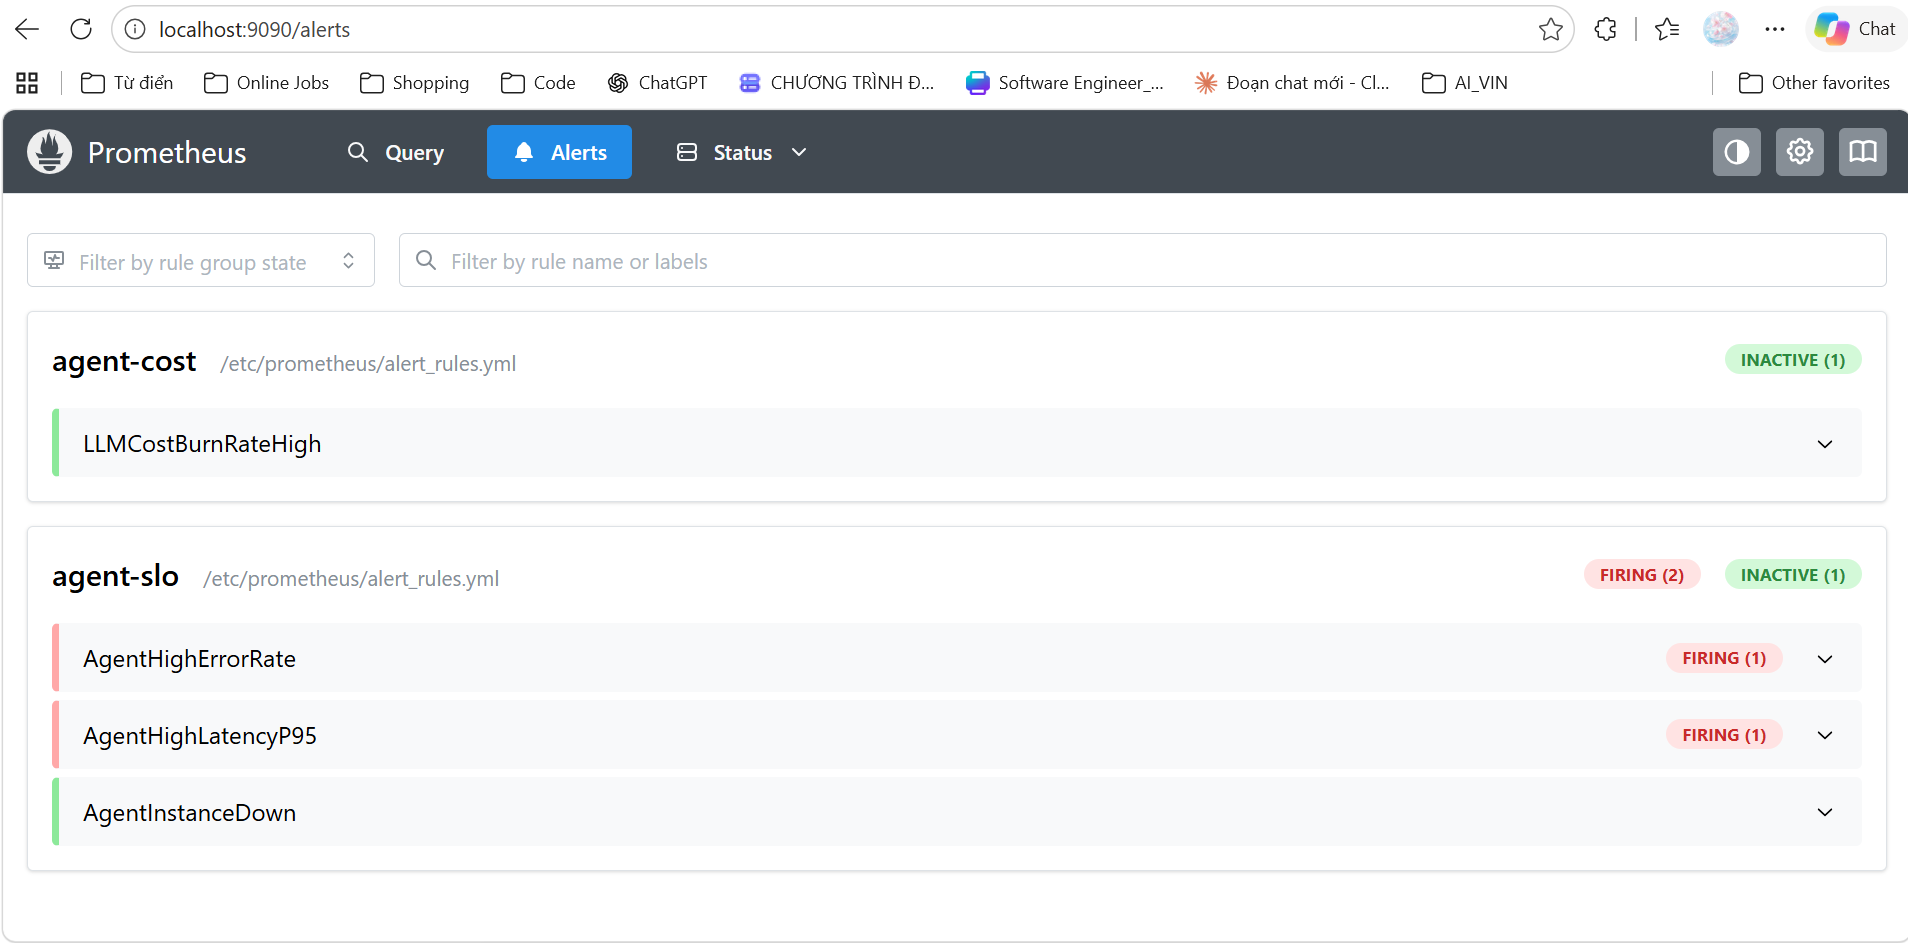 localhost:9090/alerts
Chat
Từ điển
Online Jobs
Shopping
Code
ChatGPT
CHƯƠNG TRÌNH Đ...
Software Engineer_...
Đoạn chat mới - Cl...
AI_VIN
Other favorites
Prometheus
Query
Alerts
Status
Filter by rule group state
Filter by rule name or labels
agent-cost /etc/prometheus/alert_rules.yml
INACTIVE (1)
LLMCostBurnRateHigh
agent-slo /etc/prometheus/alert_rules.yml
FIRING (2)
INACTIVE (1)
AgentHighErrorRate
FIRING (1)
AgentHighLatencyP95
FIRING (1)
AgentInstanceDown